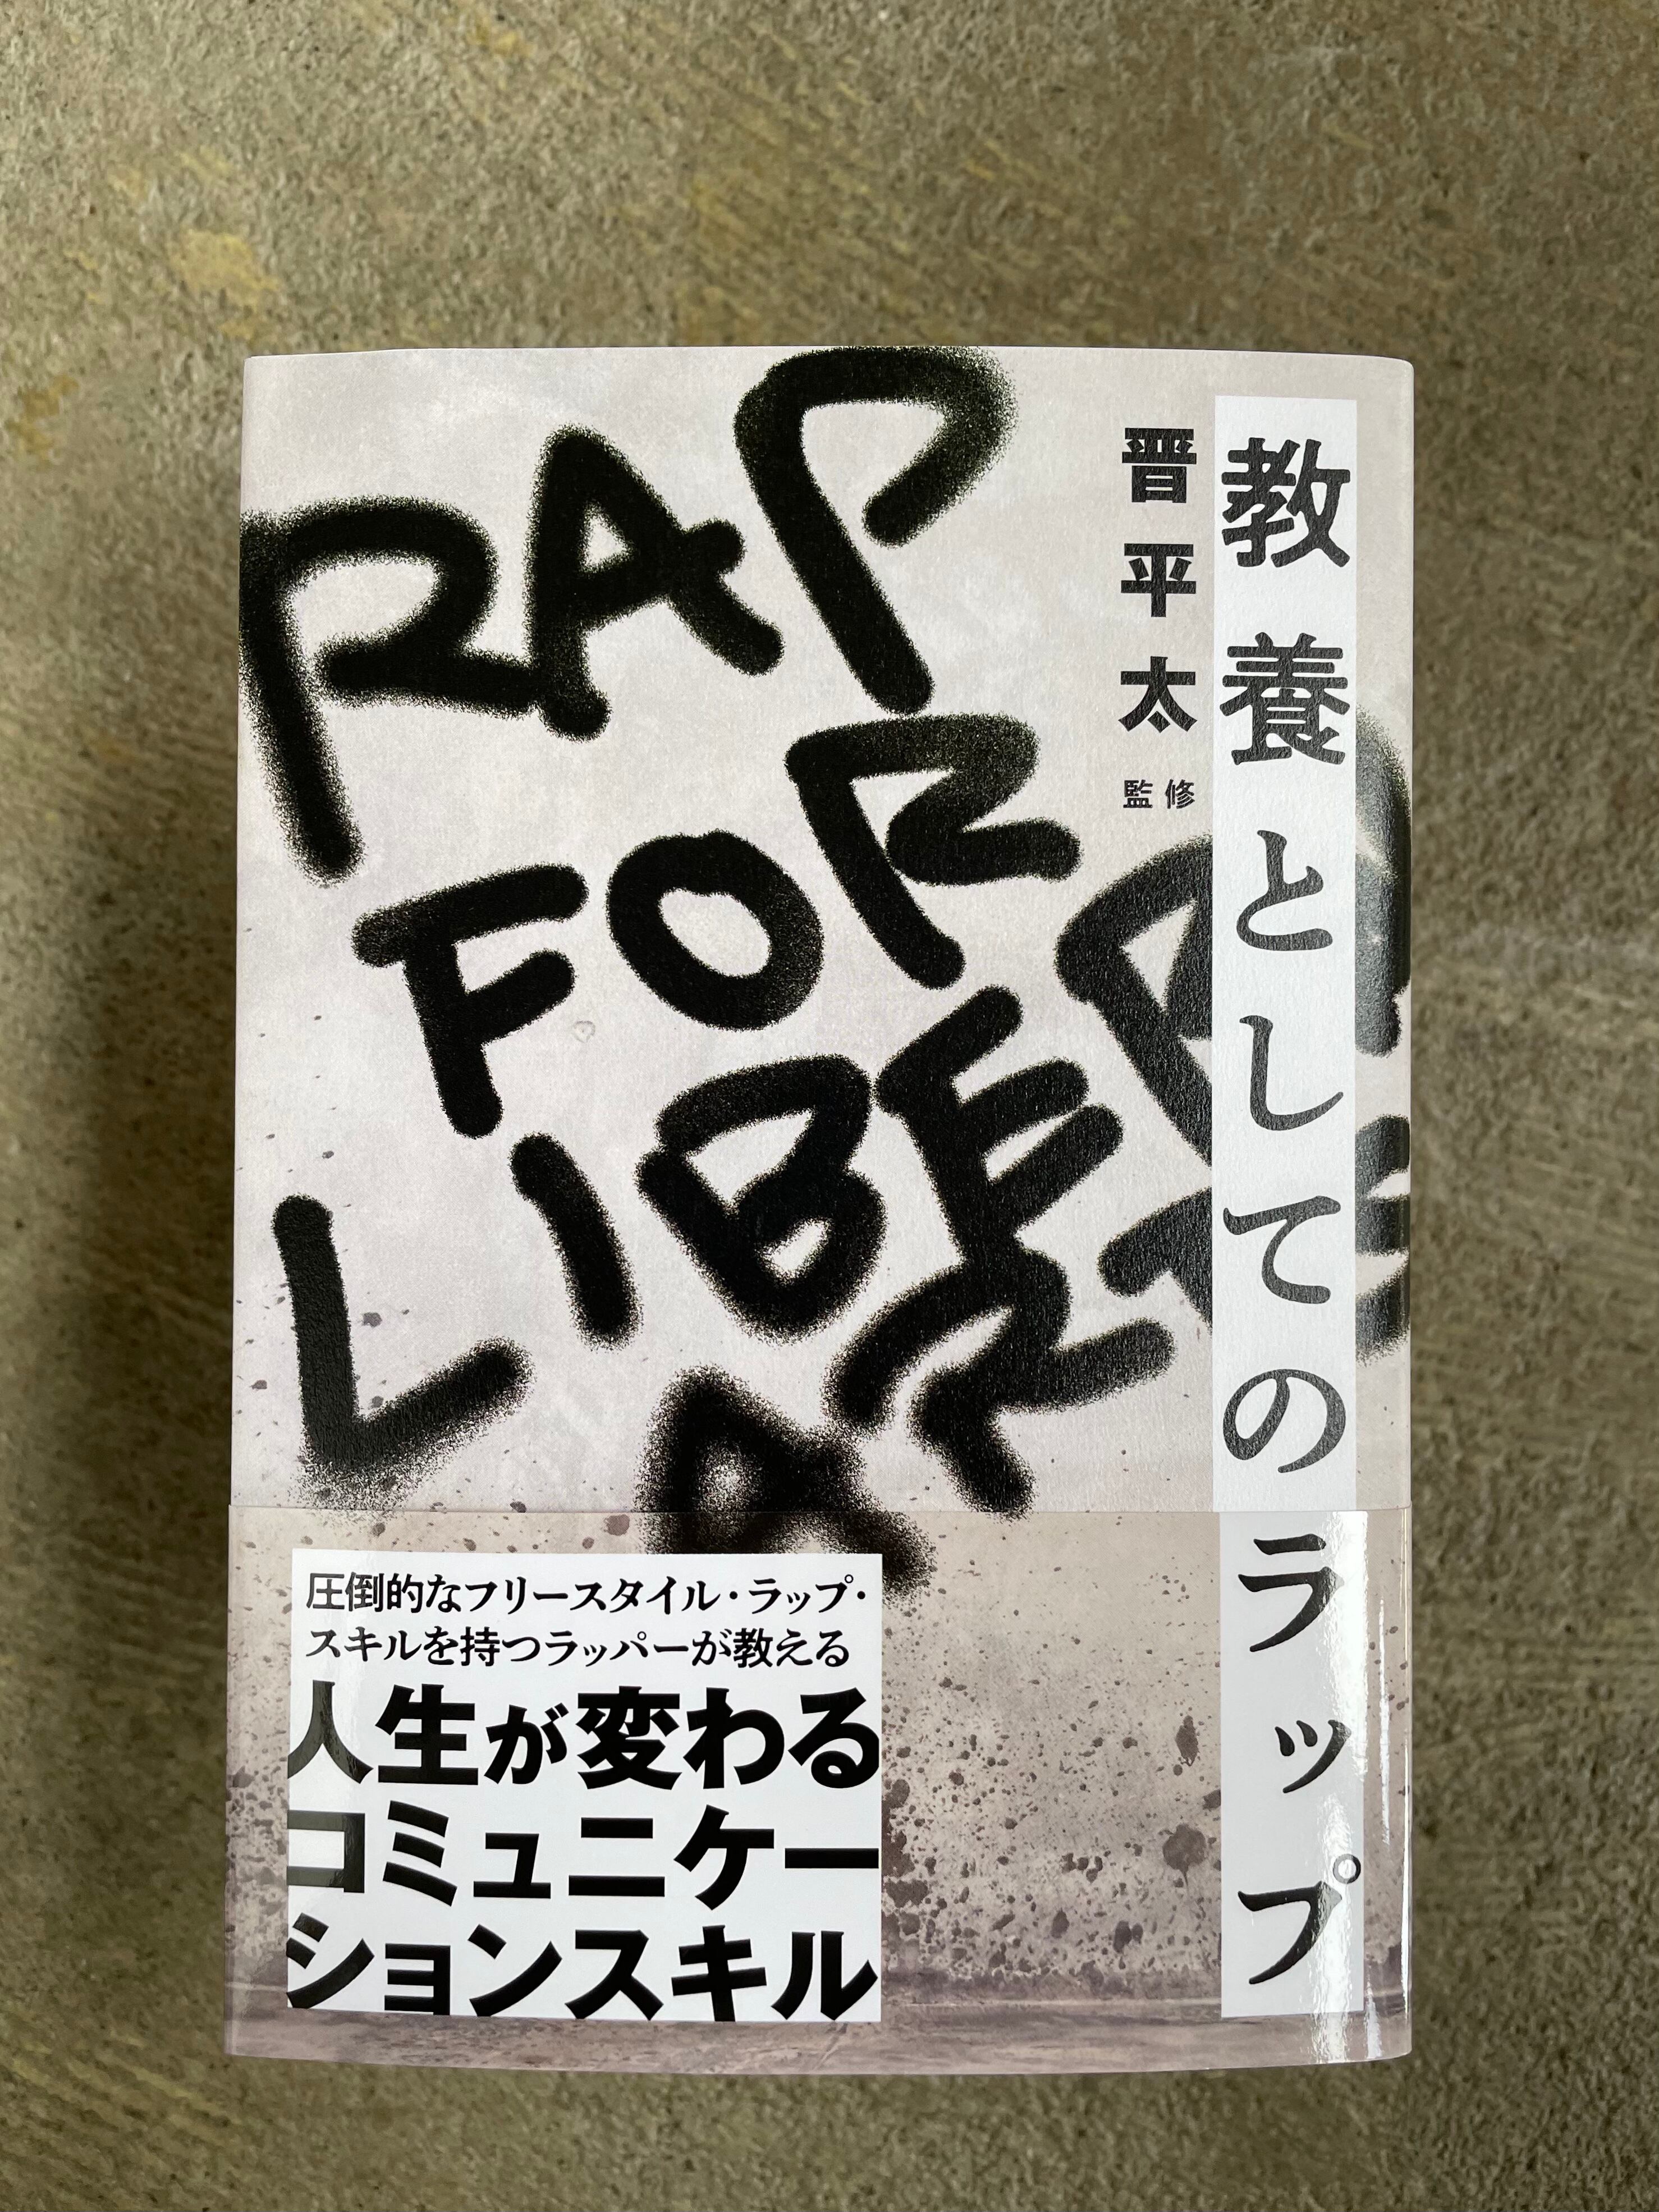 教養としてのラップ
晋平太
監修
RAP
FOR
LIBERA
圧倒的なフリースタイル・ラップ・
スキルを持つラッパーが教える
人生が変わる
コミュニケー
ションスキル